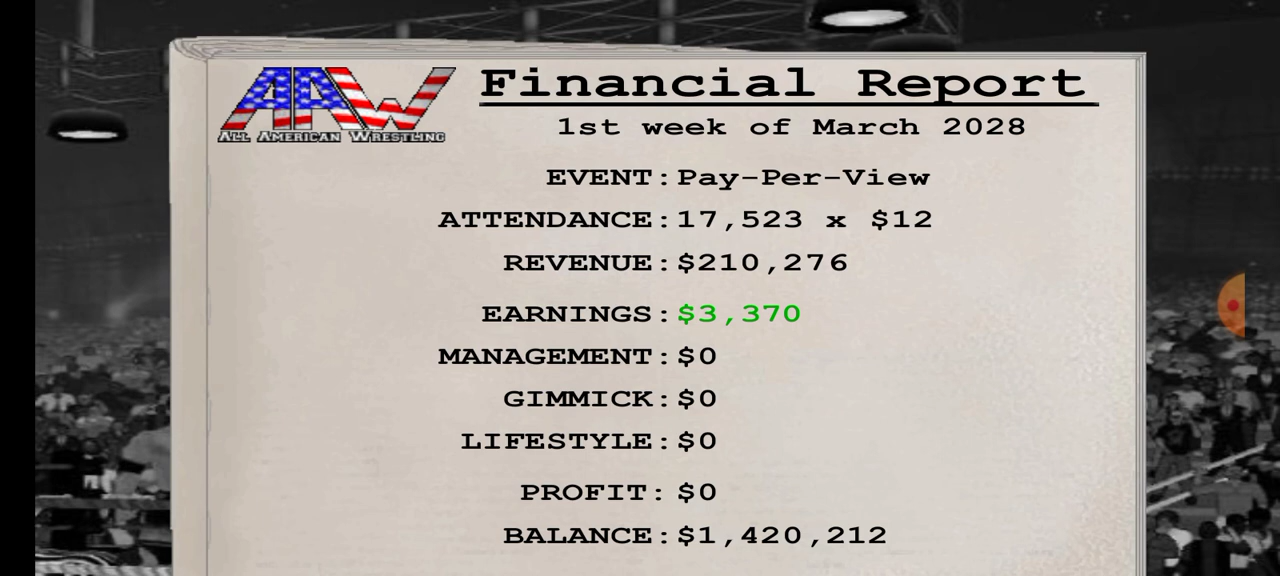 AAW
ALL AMERICAN WRESTLING
Financial Report
1st week of March 2028
EVENT: Pay-Per-View
ATTENDANCE: 17,523 x $12
REVENUE: $210,276
EARNINGS: $3,370
MANAGEMENT: $0
GIMMICK: $0
LIFESTYLE: $0
PROFIT: $0
BALANCE: $1,420,212